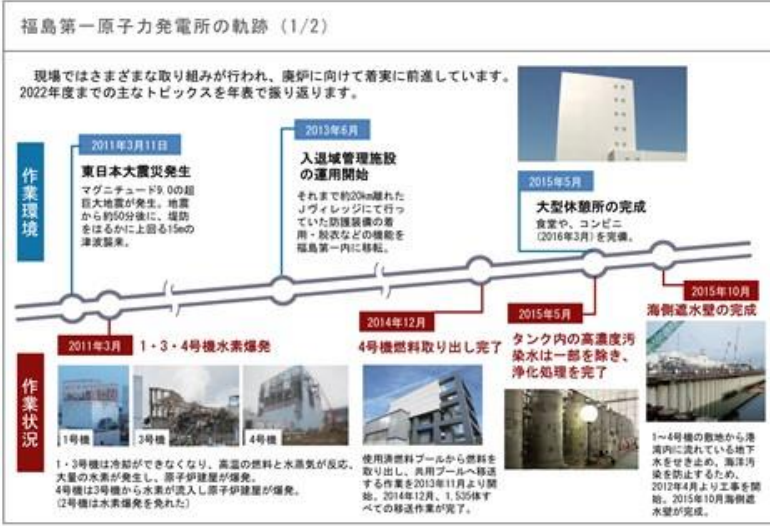 福島第一原子力発電所の軌跡 (1/2)
現場ではさまざまな取り組みが行われ、廃炉に向けて着実に前進しています。
2022年度までの主なトピックスを年表で振り返ります。
作業環境
2011年3月11日
東日本大震災発生
マグニチュード9.0の超
巨大地震が発生。地震
から約50分後に、堤防
をはるかに上回る15mの
津波襲来。
2013年6月
入退域管理施設
の運用開始
それまで約20km離れた
Jヴィレッジにて行っ
ていた防護装備の着
用・脱衣などの機能を
福島第一内に移転。
2015年5月
大型休憩所の完成
食堂や、コンビニ
(2016年3月)を完備。
作業状況
2011年3月
1・3・4号機水素爆発
1号機
3号機
4号機
1・3号機は冷却ができなくなり、高温の燃料と水蒸気が反応、
大量の水素が発生し、原子炉建屋が爆発。
4号機は3号機から水素が流入し原子炉建屋が爆発。
(2号機は水素爆発を免れた)
2014年12月
4号機燃料取り出し完了
使用済燃料プールから燃料を
取り出し、共用プールへ移送
する作業を2013年11月より開
始。2014年12月、1,535体す
べての移送作業が完了。
2015年5月
タンク内の高濃度汚
染水は一部を除き、
浄化処理を完了
2015年10月
海側遮水壁の完成
1~4号機の敷地から港
湾内に流れている地下
水をせき止め、海洋汚
染を防止するため、
2012年4月より工事を開
始。2015年10月海側遮
水壁が完成。